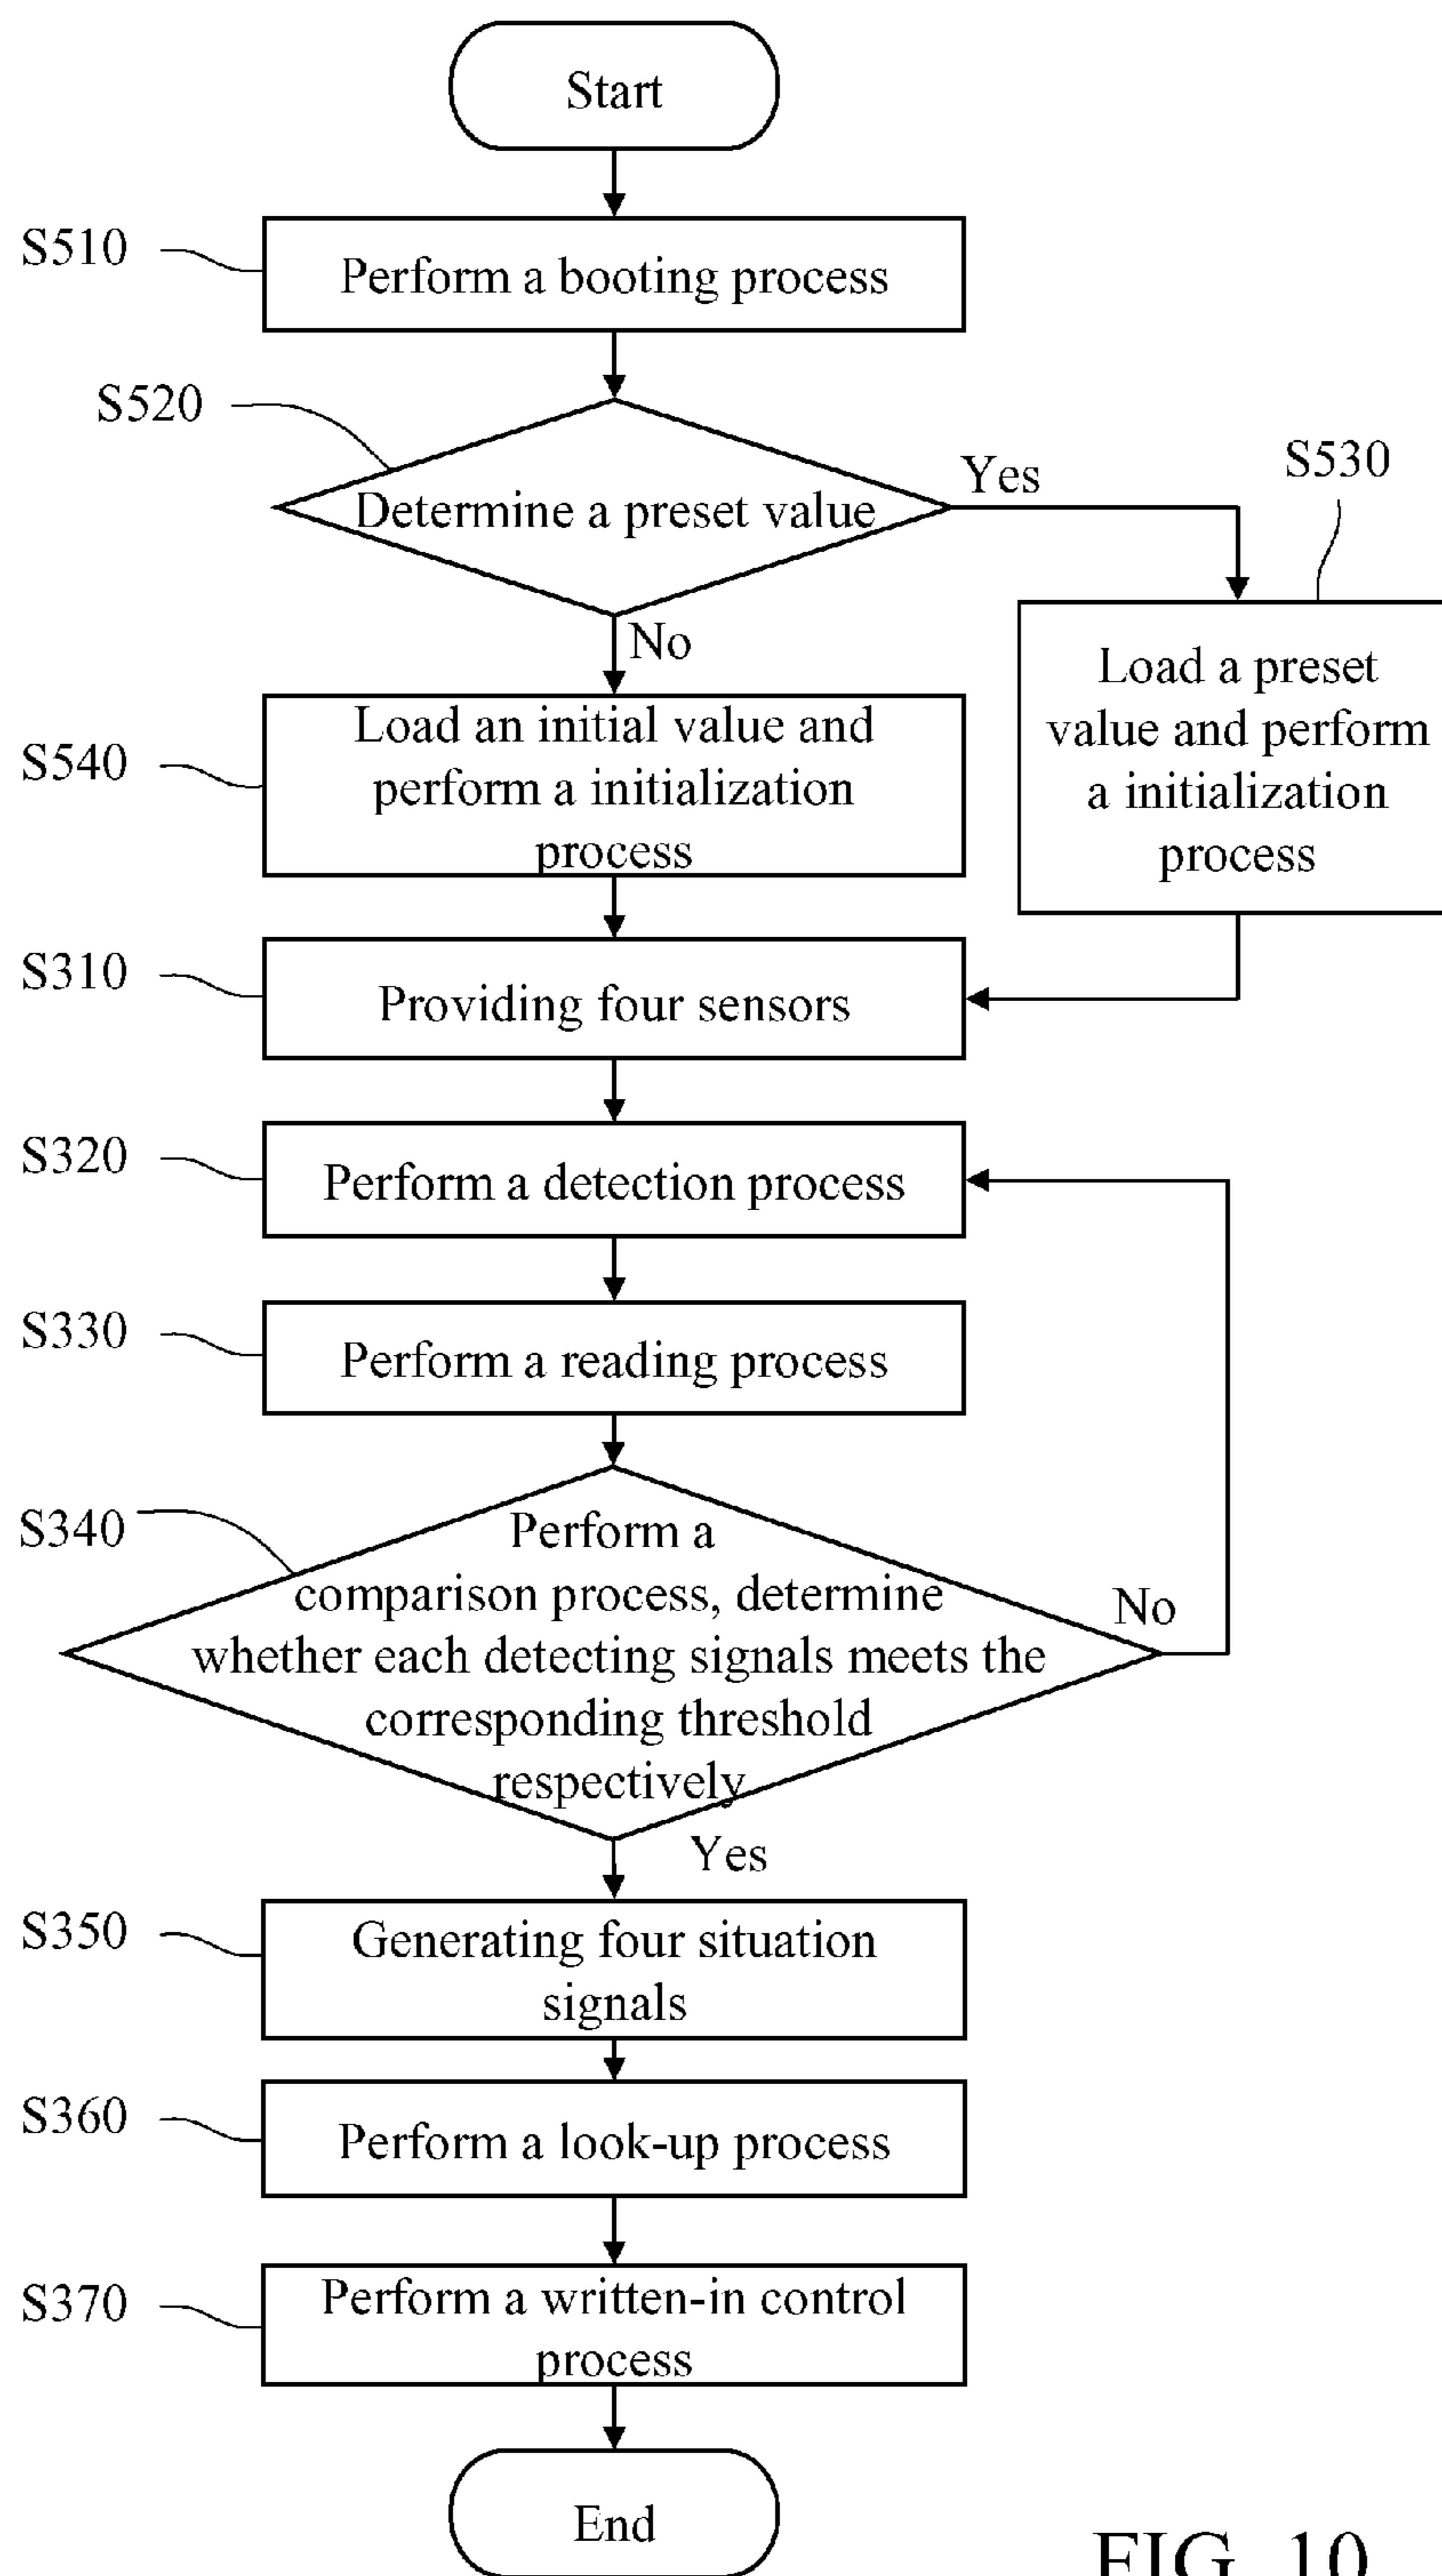 Start
S510
Perform a booting process
S520
Determine a preset value
Yes
S530
No
Load a preset
value and perform
a initialization
process
S540
Load an initial value and
perform a initialization
process
S310
Providing four sensors
S320
Perform a detection process
S330
Perform a reading process
S340
Perform a
comparison process, determine
whether each detecting signals meets the
corresponding threshold
respectively
No
Yes
S350
Generating four situation
signals
S360
Perform a look-up process
S370
Perform a written-in control
process
End
FIG. 10